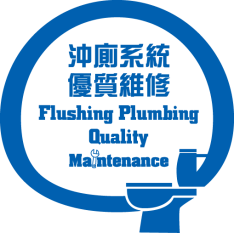 沖廁系統
優質維修
Flushing Plumbing
Quality
Maintenance